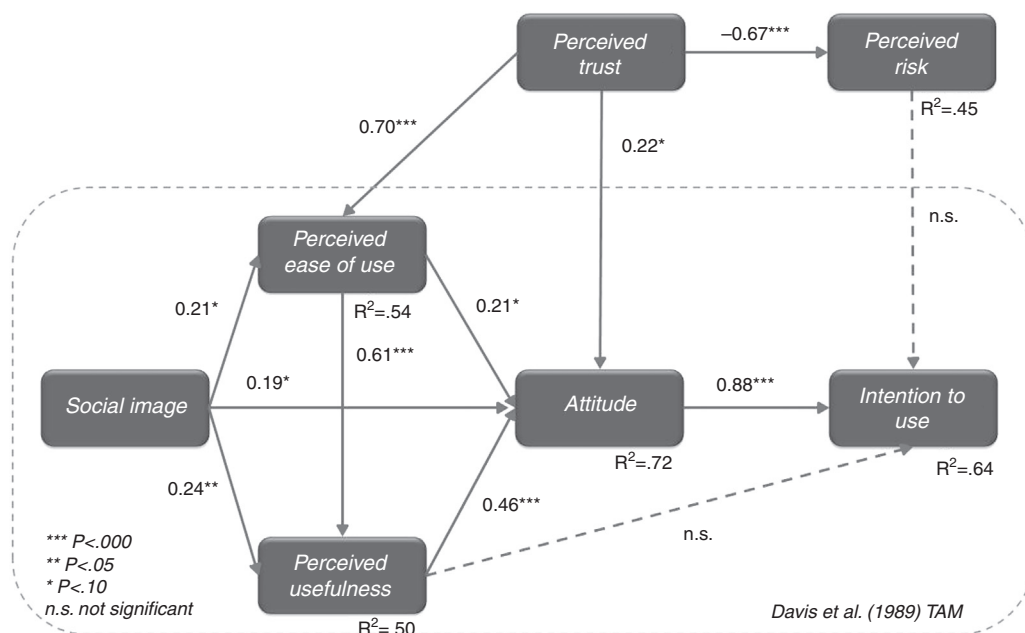 Perceived
trust
–0.67***
Perceived
risk
R²=.45
0.70***
0.22*
n.s.
Perceived
ease of use
R²=.54
0.21*
0.21*
0.61***
0.19*
Social image
Attitude
0.88***
Intention to
use
R²=.72
R²=.64
0.24**
0.46***
n.s.
*** P<.000
** P<.05
* P<.10
n.s. not significant
Perceived
usefulness
R²=.50
Davis et al. (1989) TAM